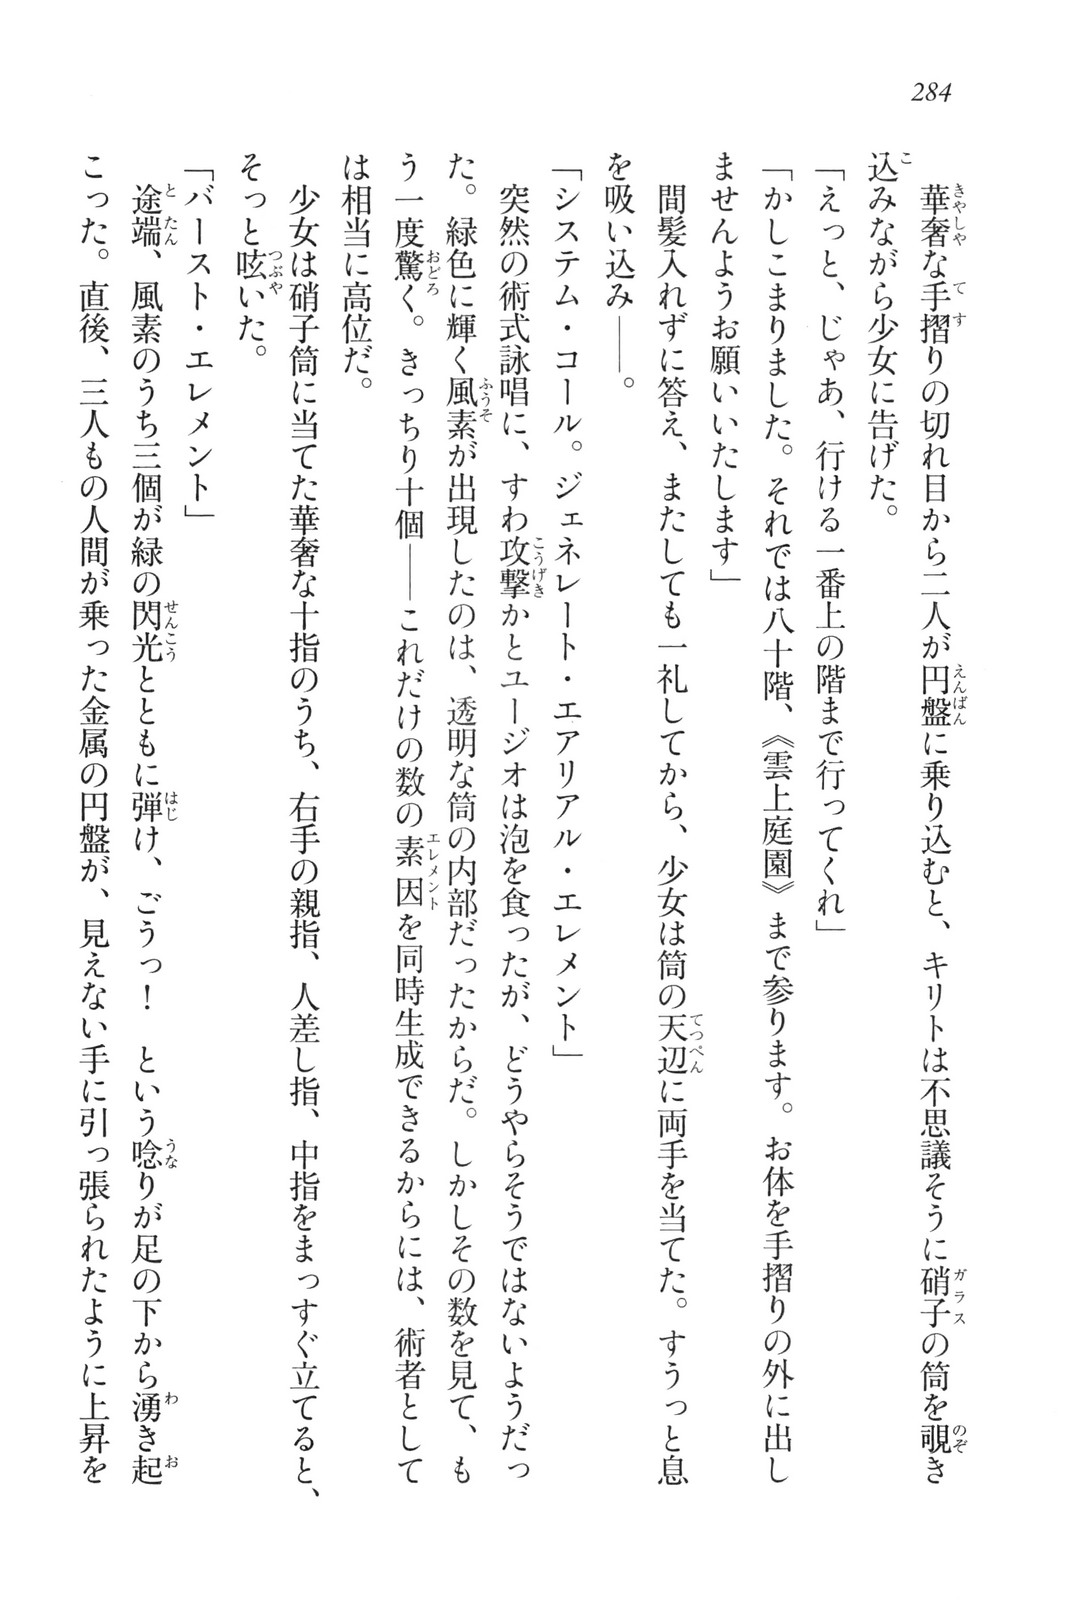 284
華奢な手摺りの切れ目から二人が円盤に乗り込むと、キリトは不思議そうに硝子の筒を覗き
込みながら少女に告げた。
「えっと、じゃあ、行ける一番上の階まで行ってくれ」
「かしこまりました。それでは八十階、《雲上庭園》まで参ります。お体を手摺りの外に出し
ませんようお願いいたします」
間髪入れずに答え、またしても一礼してから、少女は筒の天辺に両手を当てた。すうっと息
を吸い込み――。
「システム・コール。ジェネレート・エアリアル・エレメント」
突然の術式詠唱に、すわ攻撃かとユージオは泡を食ったが、どうやらそうではないようだっ
た。緑色に輝く風素が出現したのは、透明な筒の内部だったからだ。しかしその数を見て、も
う一度驚く。きっちり十個――これだけの数の素因を同時生成できるからには、術者として
は相当に高位だ。
少女は硝子筒に当てた華奢な十指のうち、右手の親指、人差し指、中指をまっすぐ立てると、
そっと呟いた。
「バースト・エレメント」
途端、風素のうち三個が緑の閃光とともに弾け、ごうっ！　という唸りが足の下から湧き起
こった。直後、三人もの人間が乗った金属の円盤が、見えない手に引っ張られたように上昇を